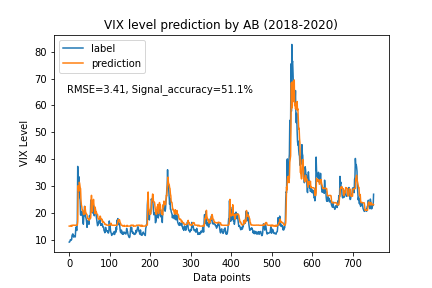 VIX level prediction by AB (2018-2020)
label
prediction
RMSE=3.41, Signal_accuracy=51.1%
VIX Level
80
70
60
50
40
30
20
10
0 100 200 300 400 500 600 700
Data points